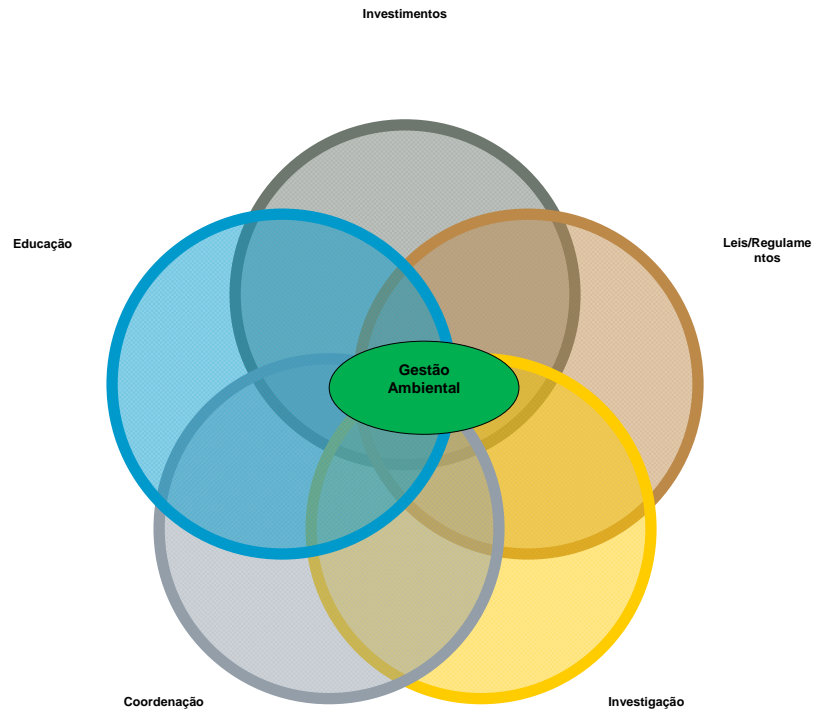 Investimentos
Educação
Leis/Regulame
ntos
Gestão
Ambiental
Coordenação
Investigação